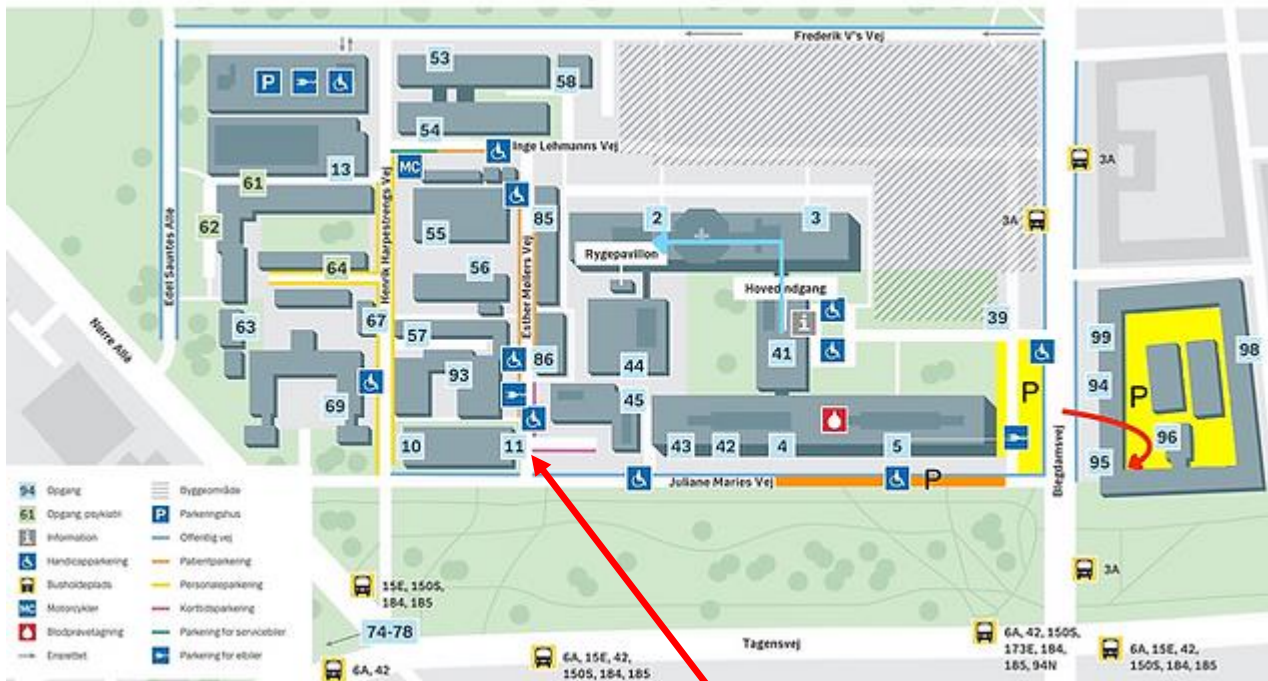 Frederik V's Vej
53
58
P
54
Inge Lehmanns Vej
MC
13
61
3A
62
55
85
2
3
3A
Rygepavillon
Henrik Harpestrengs Vej
Edel Sauntes Allé
Esther Møllers Vej
64
56
Hovedindgang
Nørre Allé
63
67
57
86
44
41
39
99
98
93
94
P
P
69
45
96
10
11
43
42
4
5
95
Juliane Maries Vej
P
Blegdamsvej
94 Opgang
61 Opgang psykiatri
Information
Handicapparkering
Busholdeplads
MC Motorcykler
Blodprøvetagning
Ensrettet
Byggeområde
P Parkeringshus
Offentlig vej
Patientparkering
Personaleparkering
Korttidsparkering
Parkering for servicebiler
Parkering for elbiler
15E, 150S,
184, 185
3A
74-78
Tagensvej
6A, 42
6A, 15E, 42,
150S, 184, 185
6A, 42, 150S,
173E, 184,
185, 94N
6A, 15E, 42,
150S, 184, 185